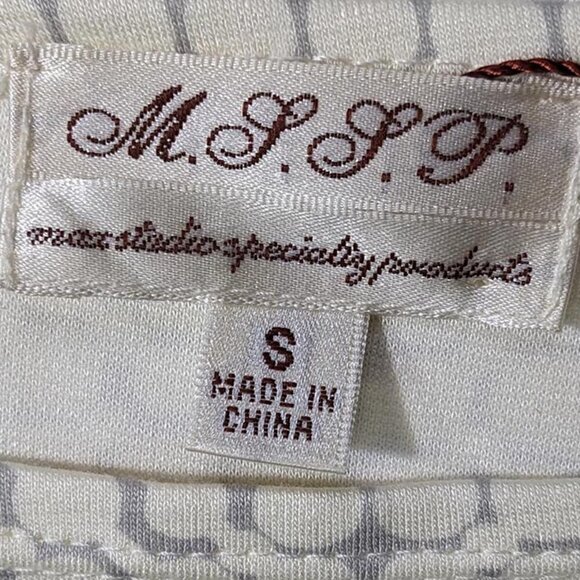 M.S.S.P.
max studio specialty products
S
MADE IN
CHINA